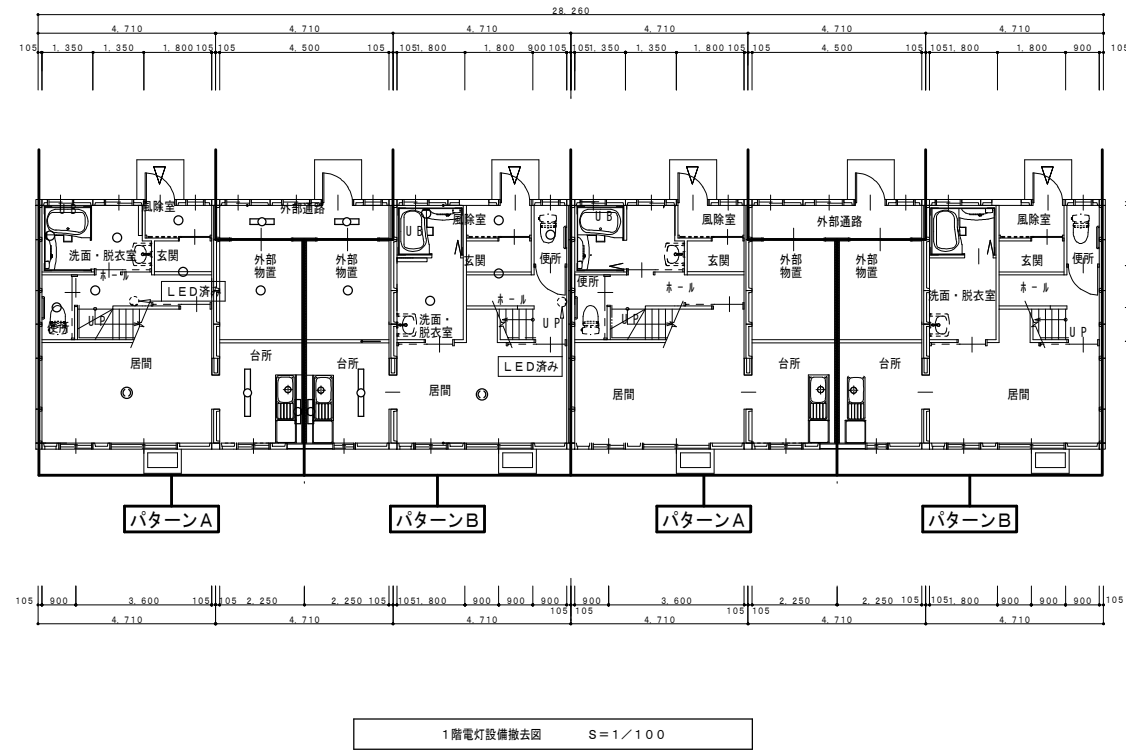 28,260
4,710 4,710 4,710 4,710 4,710 4,710
105 1,350 1,350 1,800 105 105 4,500 105 105 1,800 1,800 900 105 105 1,350 1,350 1,800 105 105 4,500 105 105 1,800 1,800 900 105
UB 風除室 外部通路 風除室 UB 風除室 外部通路 風除室
UB UB
洗面・脱衣室 玄関 外部物置 外部物置 玄関 便所 玄関 外部物置 外部物置 玄関 便所
ホール ホール 便所 ホール ホール
LED済み 洗面・脱衣室
便所 UP 洗面・脱衣室 UP UP UP
居間 台所 台所 居間 LED済み 居間 台所 台所 居間
パターンA パターンB パターンA パターンB
105 900 3,600 105 105 2,250 2,250 105 105 1,800 900 900 900 105 105 900 3,600 105 105 2,250 2,250 105 105 1,800 900 900 900 105
4,710 4,710 4,710 4,710 4,710 4,710
1階電灯設備撤去図 S=1/100